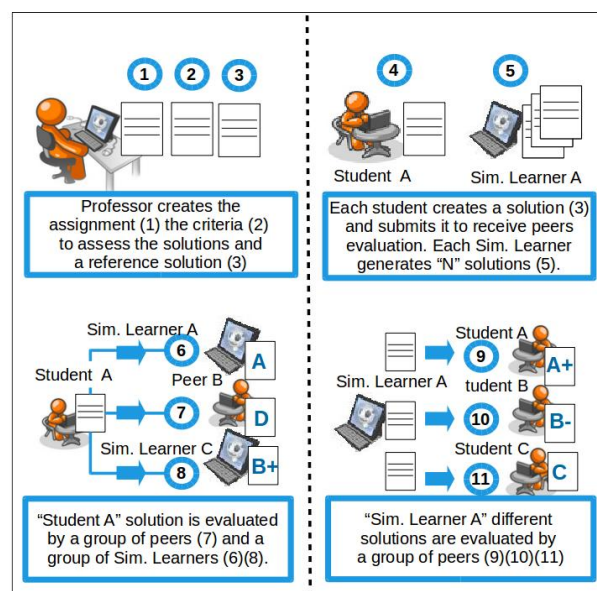 1 2 3
Professor creates the
assignment (1) the criteria (2)
to assess the solutions and
a reference solution (3)
4 5
Student A Sim. Learner A
Each student creates a solution (3)
and submits it to receive peers
evaluation. Each Sim. Learner
generates “N” solutions (5).
Sim. Learner A
6 A
Student A
Peer B
7 D
Sim. Learner C
8 B+
“Student A” solution is evaluated
by a group of peers (7) and a
group of Sim. Learners (6)(8).
Student A
9 A+
Sim. Learner A
tudent B
10 B-
Student C
11 C
“Sim. Learner A” different
solutions are evaluated by
a group of peers (9)(10)(11)